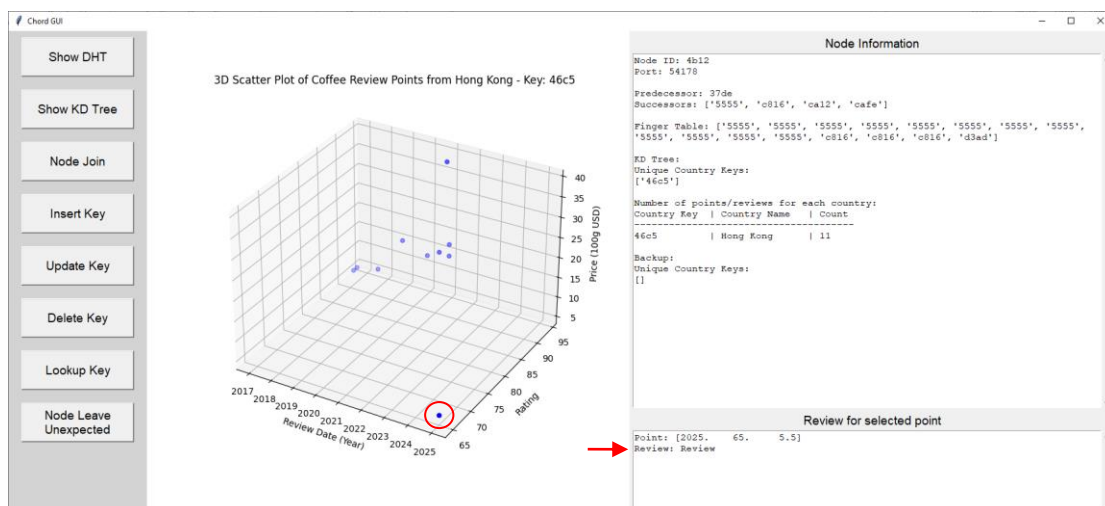 Chord GUI
Show DHT
Show KD Tree
Node Join
Insert Key
Update Key
Delete Key
Lookup Key
Node Leave
Unexpected
3D Scatter Plot of Coffee Review Points from Hong Kong - Key: 46c5
40
35
30
25
20
15
10
5
Price (100g USD)
95
90
85
80
75
70
65
Rating
2017
2018
2019
2020
2021
2022
2023
2024
2025
Review Date (Year)
Node Information
Node ID: 4b12
Port: 54178
Predecessor: 37de
Successors: ['5555', 'c816', 'ca12', 'cafe']
Finger Table: ['5555', '5555', '5555', '5555', '5555', '5555', '5555', '5555',
'5555', '5555', '5555', '5555', 'c816', 'c816', 'c816', 'd3ad']
KD Tree:
Unique Country Keys:
['46c5']
Number of points/reviews for each country:
Country Key | Country Name | Count
----------------------------------------
46c5 | Hong Kong | 11
Backup:
Unique Country Keys:
[]
Review for selected point
Point: [2025. 65. 5.5]
Review: Review